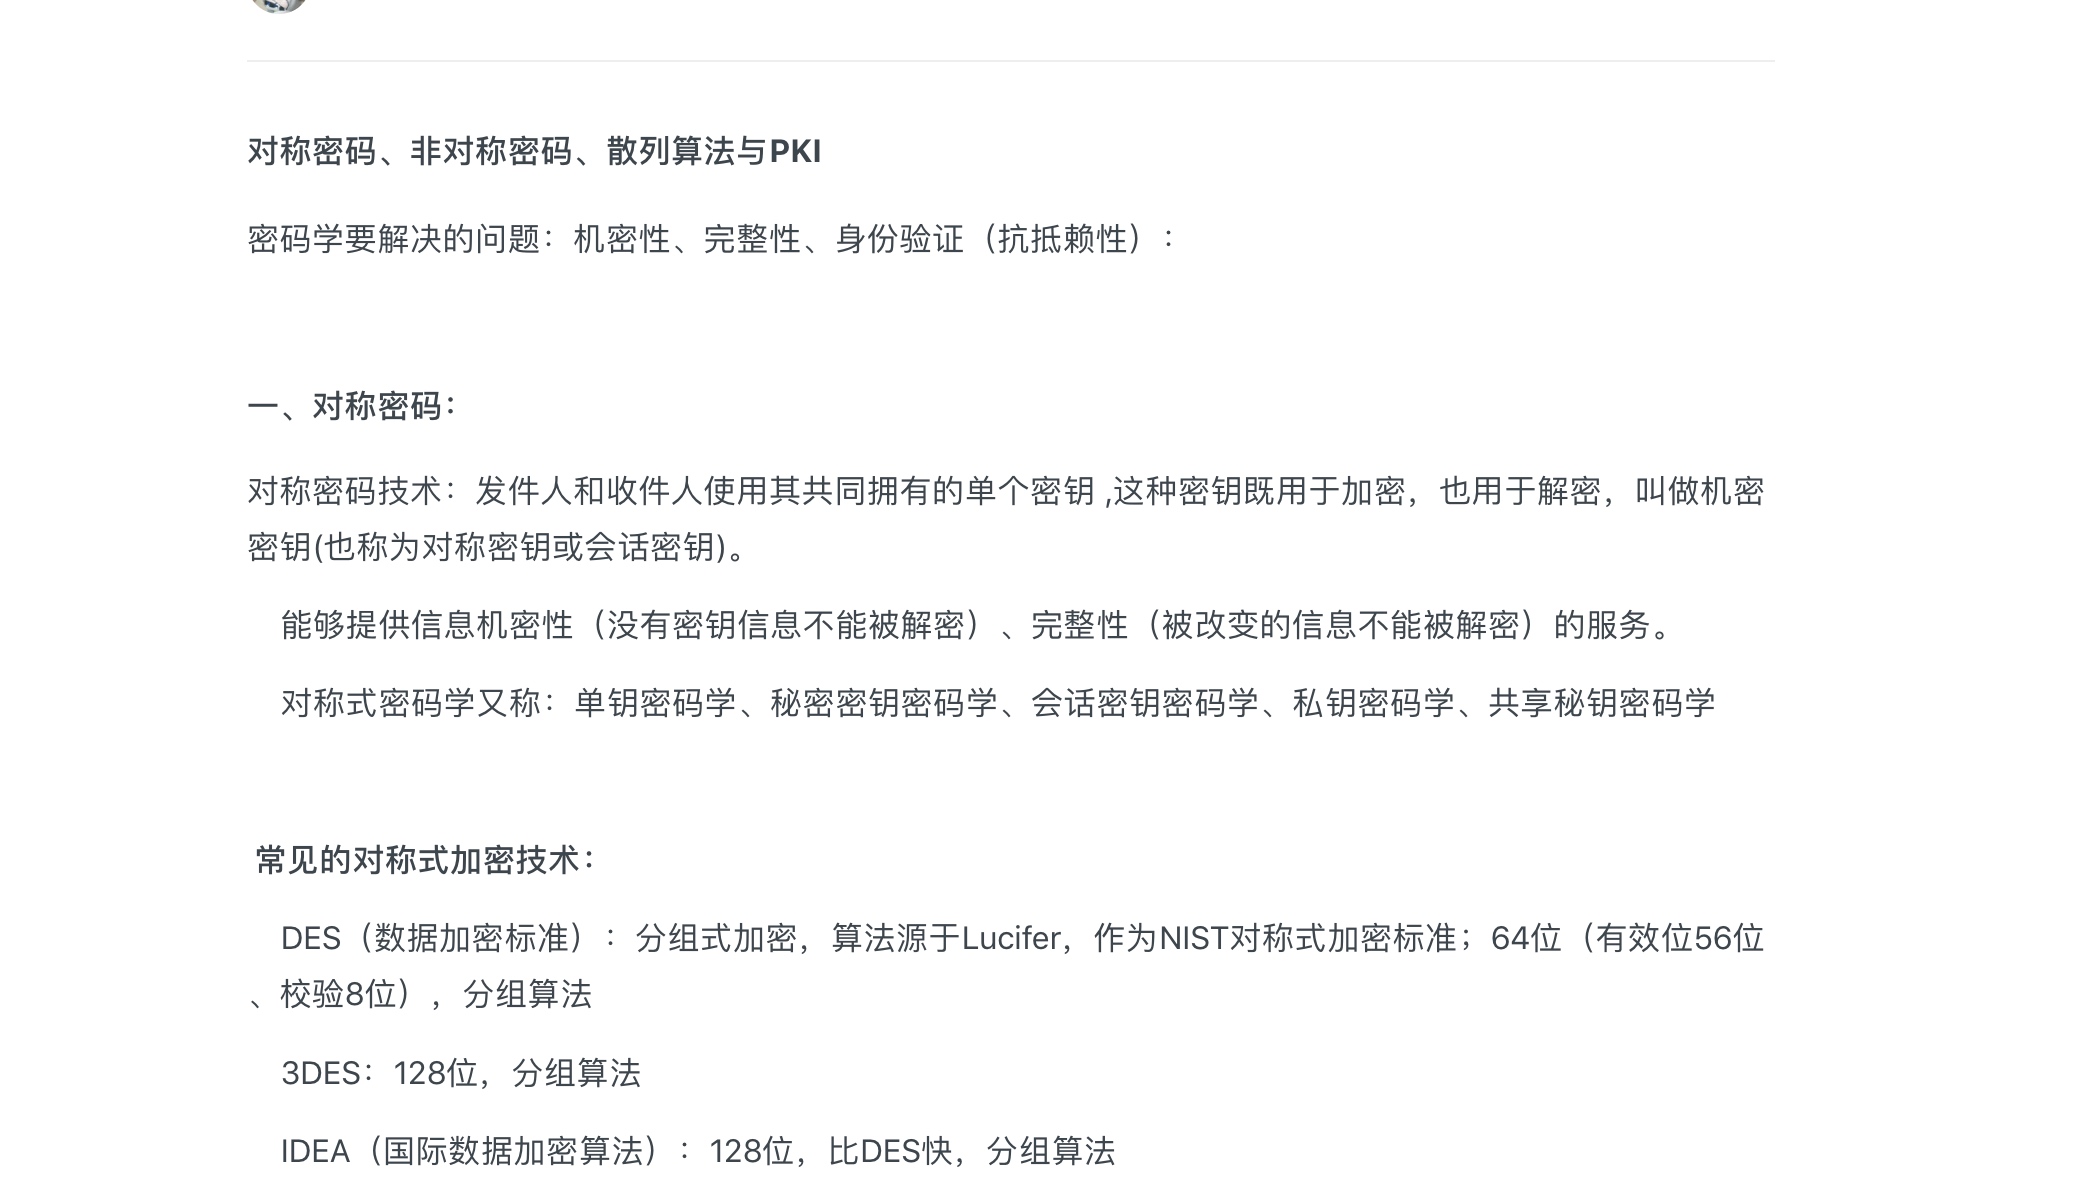 对称密码、非对称密码、散列算法与PKI
密码学要解决的问题：机密性、完整性、身份验证（抗抵赖性）：
一、对称密码：
对称密码技术：发件人和收件人使用其共同拥有的单个密钥 ,这种密钥既用于加密，也用于解密，叫做机密
密钥(也称为对称密钥或会话密钥)。
能够提供信息机密性（没有密钥信息不能被解密）、完整性（被改变的信息不能被解密）的服务。
对称式密码学又称：单钥密码学、秘密密钥密码学、会话密钥密码学、私钥密码学、共享秘钥密码学
常见的对称式加密技术：
DES（数据加密标准）：分组式加密，算法源于Lucifer，作为NIST对称式加密标准；64位（有效位56位
、校验8位），分组算法
3DES：128位，分组算法
IDEA（国际数据加密算法）：128位，比DES快，分组算法